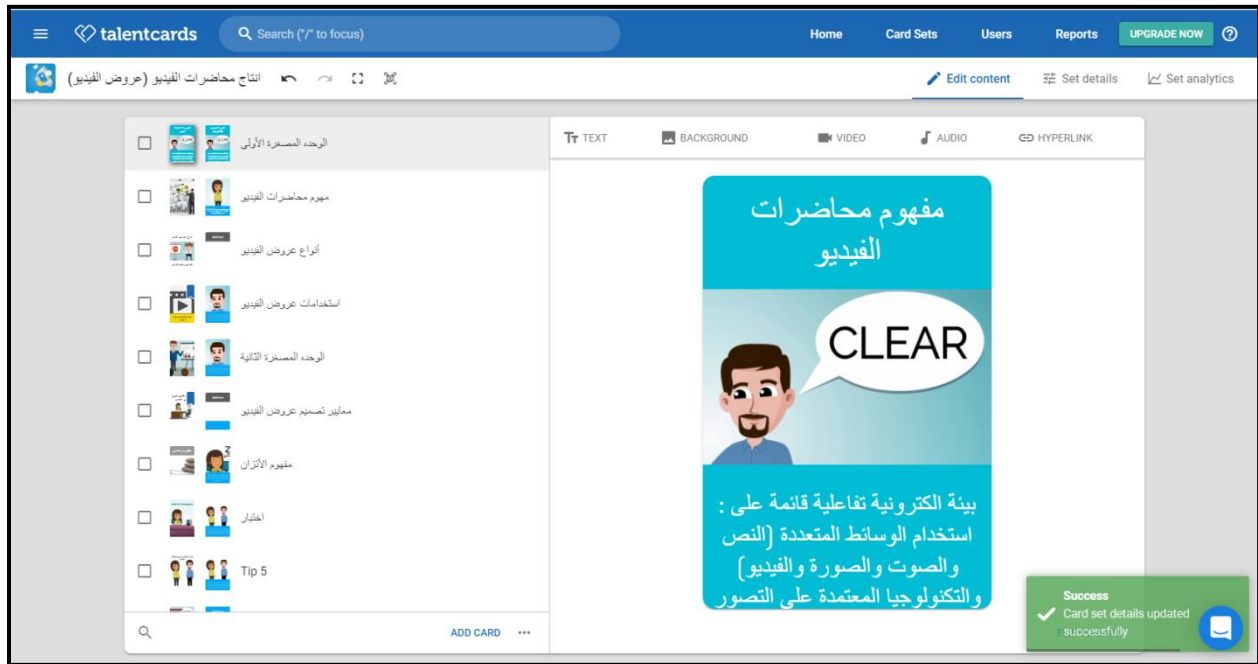 talentcards
Search ("/" to focus)
Home
Card Sets
Users
Reports
UPGRADE NOW
انتاج محاضرات الفيديو (عروض الفيديو)
Edit content
Set details
Set analytics
الوحده المصغرة الأولى
مهوم محاضرات الفيديو
أنواع عروض الفيديو
استخدامات عروض الفيديو
الوحده المصغرة الثانية
معايير تصميم عروض الفيديو
مفهوم الأتزان
اختبار
Tip 5
ADD CARD
TEXT
BACKGROUND
VIDEO
AUDIO
HYPERLINK
مفهوم محاضرات
الفيديو
CLEAR
بيئة الكترونية تفاعلية قائمة على :
استخدام الوسائط المتعددة (النص
والصوت والصورة والفيديو)
والتكنولوجيا المعتمدة على التصور
Success
Card set details updated
successfully